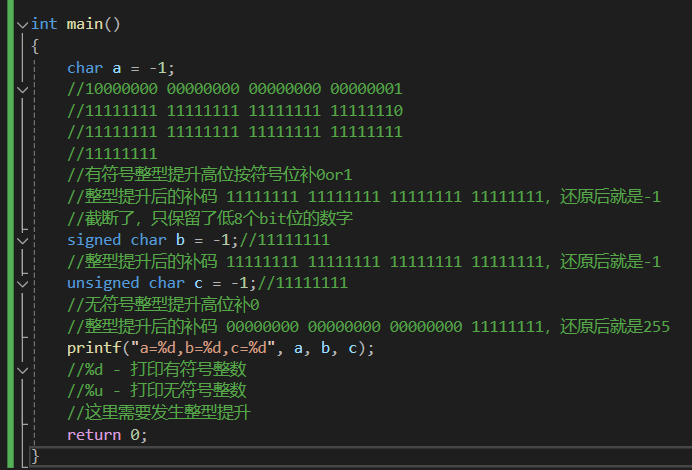 int main()
{
char a = -1;
//10000000 00000000 00000000 00000001
//11111111 11111111 11111111 11111110
//11111111 11111111 11111111 11111111
//11111111
//有符号整型提升高位按符号位补0or1
//整型提升后的补码 11111111 11111111 11111111 11111111，还原后就是-1
//截断了，只保留了低8个bit位的数字
signed char b = -1;//11111111
//整型提升后的补码 11111111 11111111 11111111 11111111，还原后就是-1
unsigned char c = -1;//11111111
//无符号整型提升高位补0
//整型提升后的补码 00000000 00000000 00000000 11111111，还原后就是255
printf("a=%d,b=%d,c=%d", a, b, c);
//%d - 打印有符号整数
//%u - 打印无符号整数
//这里需要发生整型提升
return 0;
}